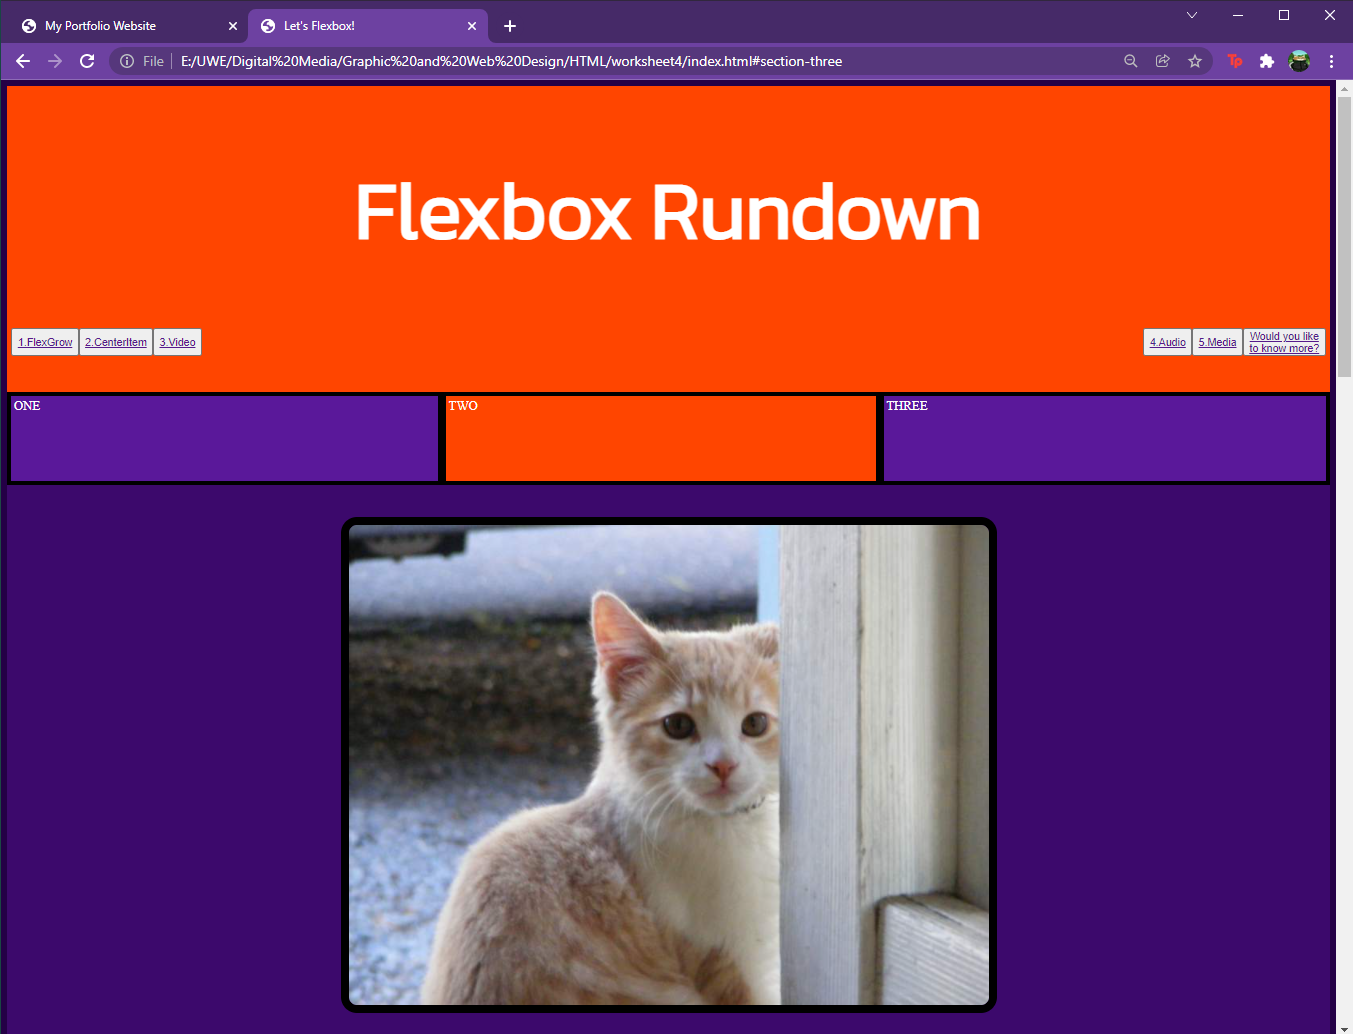 My Portfolio Website
Let's Flexbox!
File
E:/UWE/Digital%20Media/Graphic%20and%20Web%20Design/HTML/worksheet4/index.html#section-three
Tp
Flexbox Rundown
1.FlexGrow 2.CenterItem 3.Video
4.Audio 5.Media Would you like
to know more?
ONE
TWO
THREE